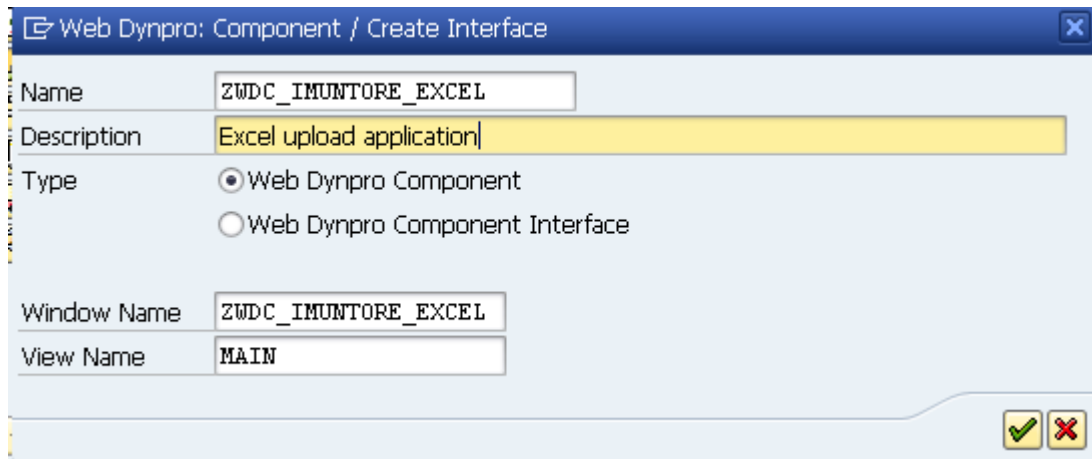 Web Dynpro: Component / Create Interface
Name ZWDC_IMUNTORE_EXCEL
Description Excel upload application
Type Web Dynpro Component
Web Dynpro Component Interface
Window Name ZWDC_IMUNTORE_EXCEL
View Name MAIN